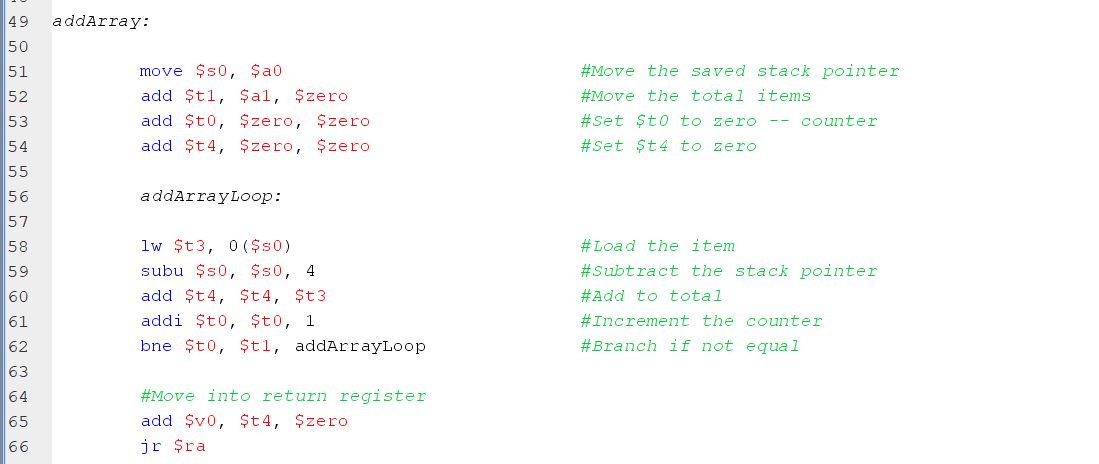 49 addArray:
50
51 move $s0, $a0 #Move the saved stack pointer
52 add $t1, $a1, $zero #Move the total items
53 add $t0, $zero, $zero #Set $t0 to zero -- counter
54 add $t4, $zero, $zero #Set $t4 to zero
55
56 addArrayLoop:
57
58 lw $t3, 0($s0) #Load the item
59 subu $s0, $s0, 4 #Subtract the stack pointer
60 add $t4, $t4, $t3 #Add to total
61 addi $t0, $t0, 1 #Increment the counter
62 bne $t0, $t1, addArrayLoop #Branch if not equal
63
64 #Move into return register
65 add $v0, $t4, $zero
66 jr $ra